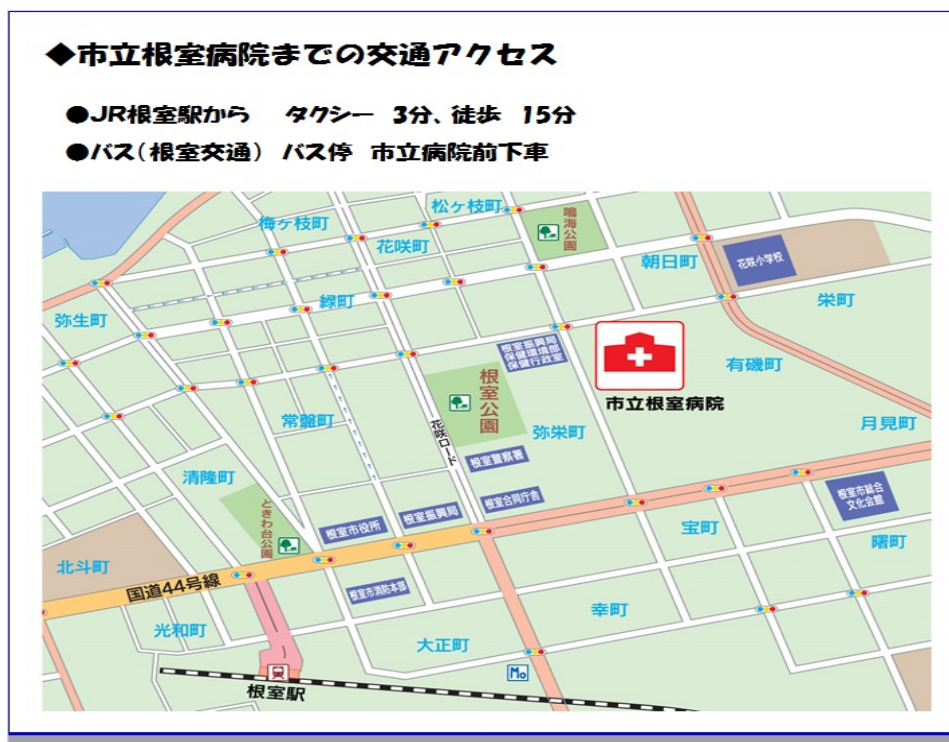 ◆市立根室病院までの交通アクセス
●JR根室駅から　タクシー　3分、徒歩　15分
●バス(根室交通)　バス停　市立病院前下車
松ヶ枝町
梅ヶ枝町
鳴海公園
花咲町
朝日町
花咲小学校
緑町
栄町
弥生町
根室振興局
保健環境部
保健行政室
有磯町
市立根室病院
根室公園
常盤町
花咲ロード
弥栄町
月見町
根室警察署
清隆町
根室市総合
文化会館
ときわ台公園
根室市役所
根室振興局
根室合同庁舎
宝町
曙町
北斗町
国道44号線
根室市消防本部
幸町
光和町
大正町
Mo
根室駅